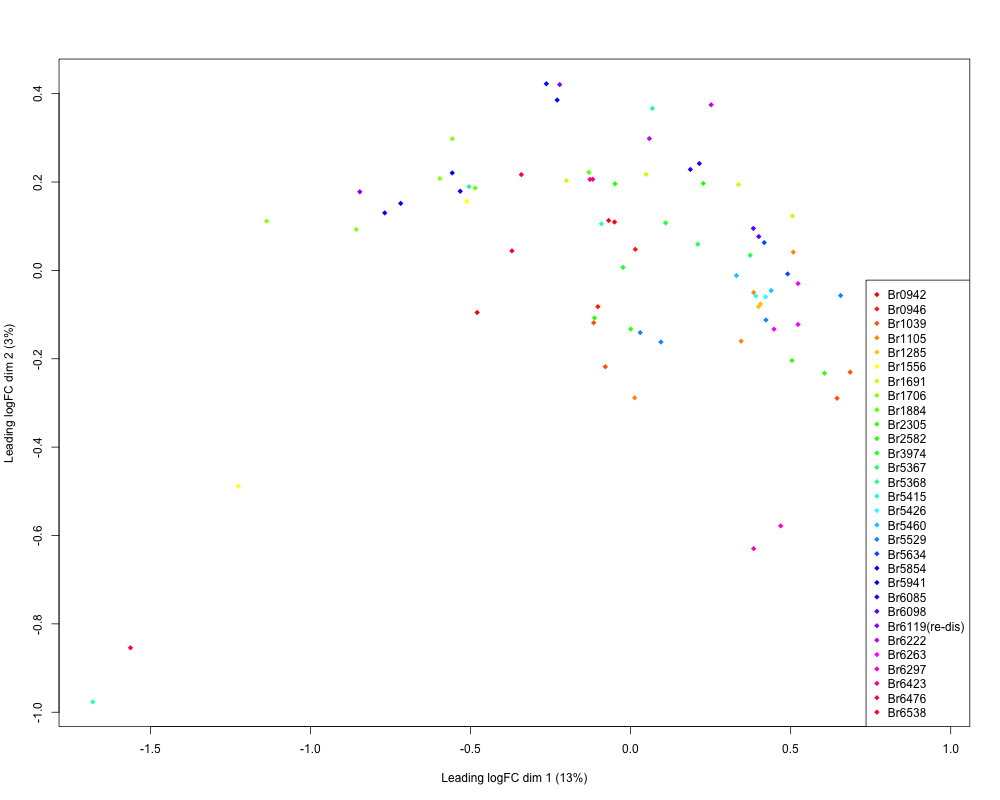 0.4
0.2
0.0
-0.2
-0.4
-0.6
-0.8
-1.0
Leading logFC dim 2 (3%)
Br0942
Br0946
Br1039
Br1105
Br1285
Br1556
Br1691
Br1706
Br1884
Br2305
Br2582
Br3974
Br5367
Br5368
Br5415
Br5426
Br5460
Br5529
Br5634
Br5854
Br5941
Br6085
Br6098
Br6119(re-dis)
Br6222
Br6263
Br6297
Br6423
Br6476
Br6538
-1.5 -1.0 -0.5 0.0 0.5 1.0
Leading logFC dim 1 (13%)